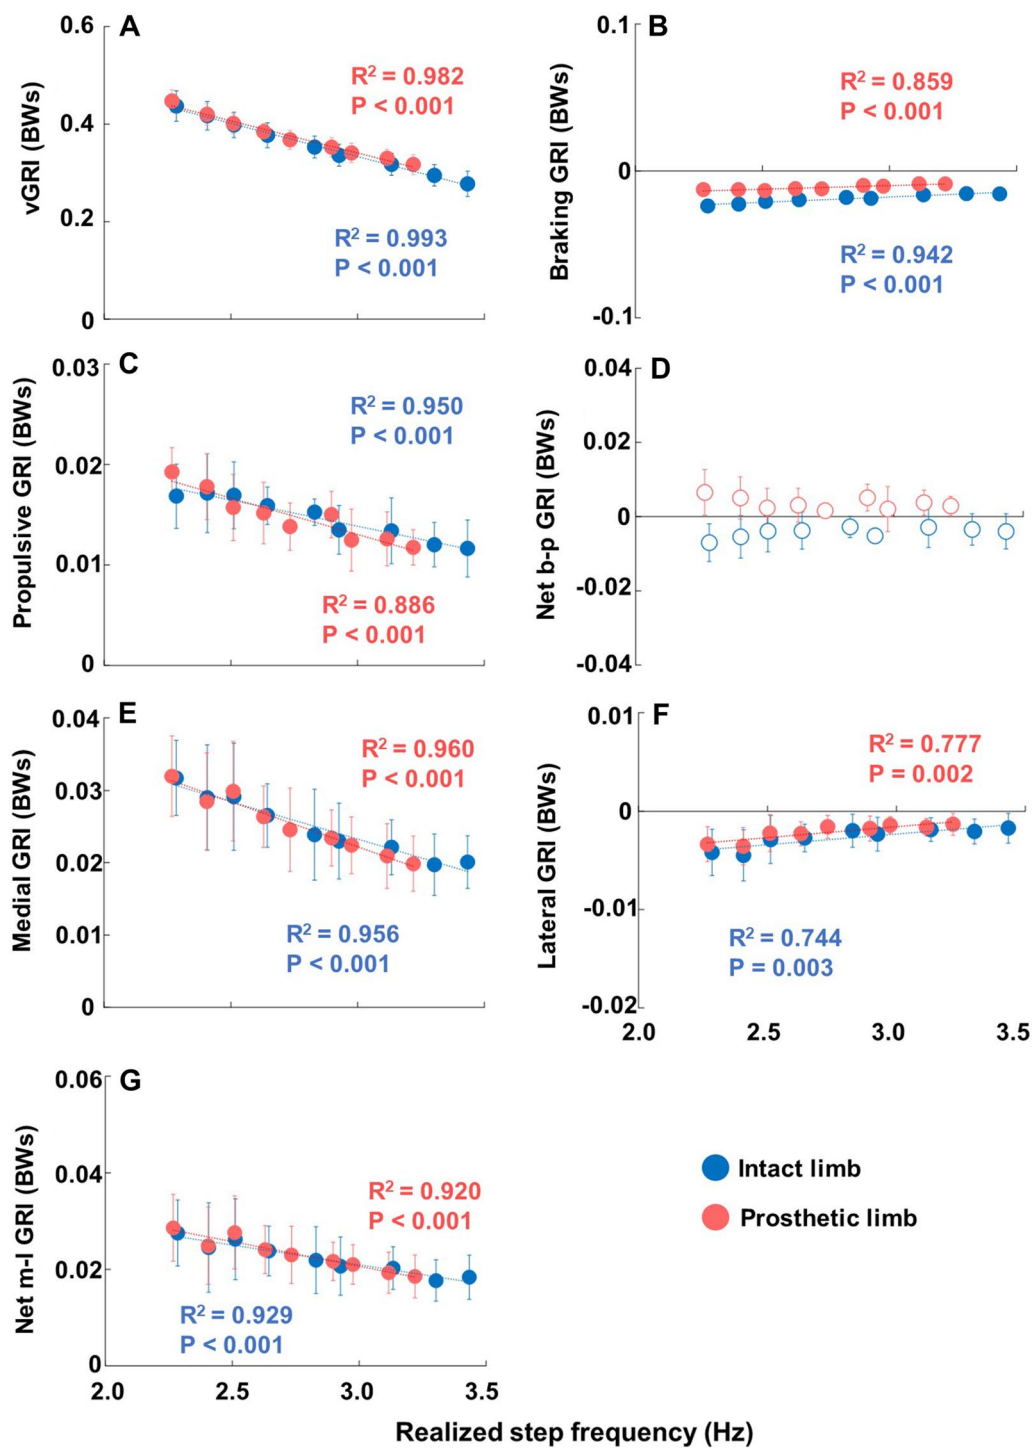 A
0.6
0.4
0.2
0
vGRI (BWs)
R² = 0.982
P < 0.001
R² = 0.993
P < 0.001
B
0.1
0
-0.1
Braking GRI (BWs)
R² = 0.859
P < 0.001
R² = 0.942
P < 0.001
C
0.03
0.02
0.01
0
Propulsive GRI (BWs)
R² = 0.950
P < 0.001
R² = 0.886
P < 0.001
D
0.04
0.02
0
-0.02
-0.04
Net b-p GRI (BWs)
E
0.04
0.03
0.02
0.01
0
Medial GRI (BWs)
R² = 0.960
P < 0.001
R² = 0.956
P < 0.001
F
0.01
0
-0.01
-0.02
Lateral GRI (BWs)
R² = 0.777
P = 0.002
R² = 0.744
P = 0.003
2.0 2.5 3.0 3.5
G
0.06
0.04
0.02
0
Net m-l GRI (BWs)
R² = 0.920
P < 0.001
R² = 0.929
P < 0.001
2.0 2.5 3.0 3.5
Intact limb
Prosthetic limb
Realized step frequency (Hz)